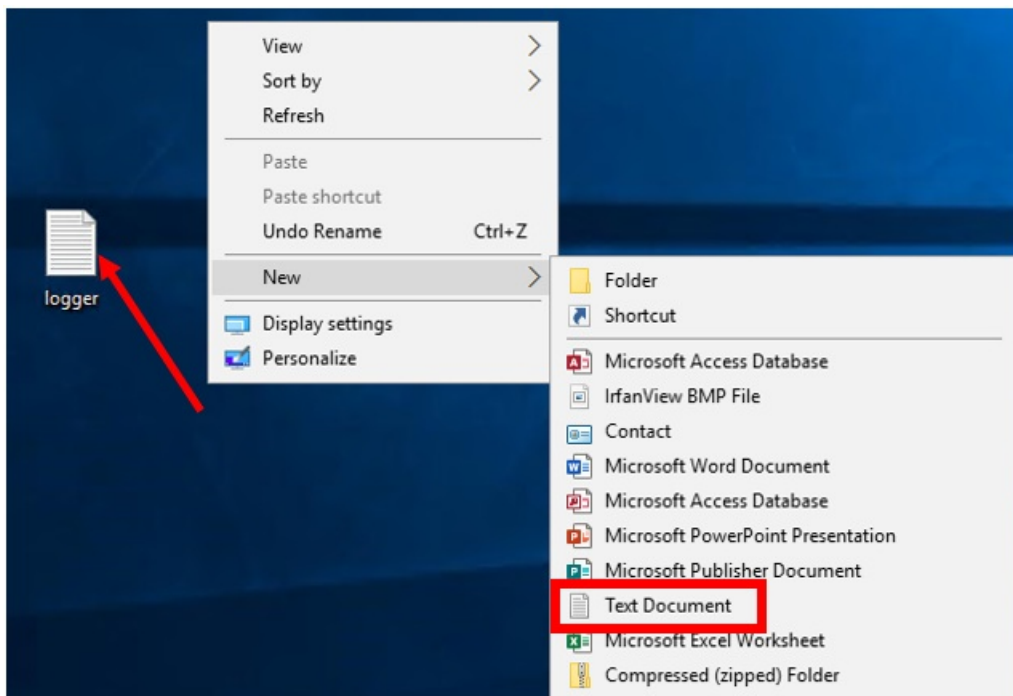 View
Sort by
Refresh
Paste
Paste shortcut
Undo Rename Ctrl+Z
New
Display settings
Personalize
logger
Folder
Shortcut
Microsoft Access Database
IrfanView BMP File
Contact
Microsoft Word Document
Microsoft Access Database
Microsoft PowerPoint Presentation
Microsoft Publisher Document
Text Document
Microsoft Excel Worksheet
Compressed (zipped) Folder